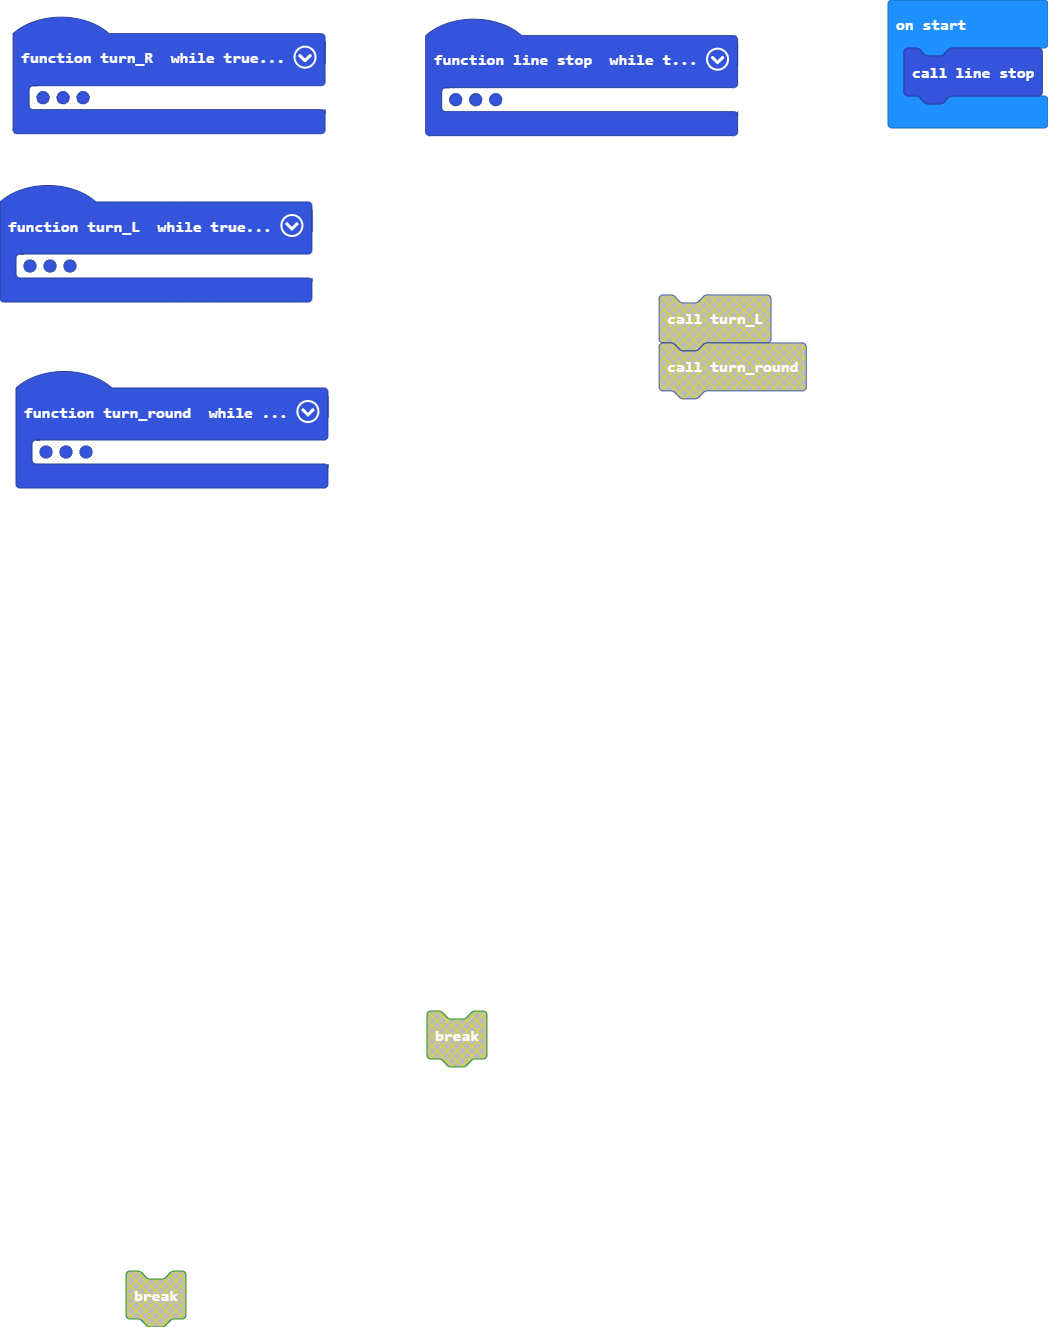 function turn_R  while true...
function line stop  while t...
on start
call line stop
function turn_L  while true...
call turn_L
call turn_round
function turn_round  while ...
break
break